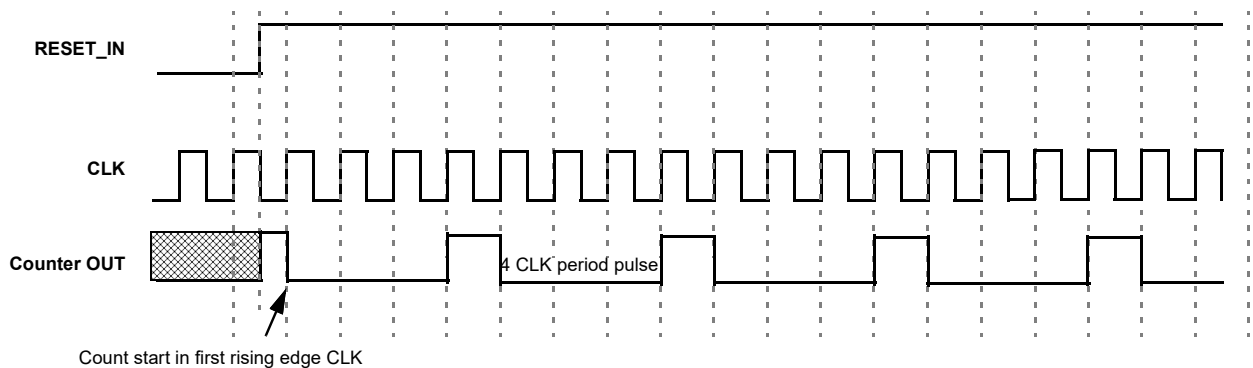 RESET_IN
CLK
Counter OUT
4 CLK period pulse
Count start in first rising edge CLK